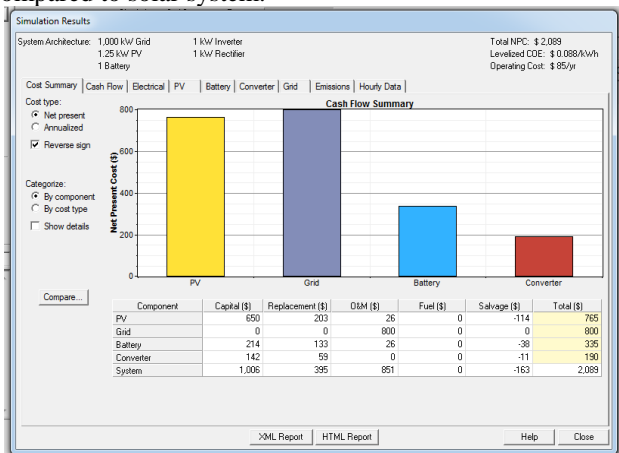 compared to solar system.
Simulation Results
System Architecture: 1,000 kW Grid 1 kW Inverter Total NPC: $ 2,089
1.25 kW PV 1 kW Rectifier Levelized COE: $ 0.088/kWh
1 Battery Operating Cost: $ 85/yr
Cost Summary Cash Flow Electrical PV Battery Converter Grid Emissions Hourly Data
Cost type:
Net present
Annualized
Reverse sign
Categorize:
By component
By cost type
Show details
Compare...
Cash Flow Summary
Net Present Cost ($)
800
600
400
200
0
PV Grid Battery Converter
Component Capital ($) Replacement ($) O&M ($) Fuel ($) Salvage ($) Total ($)
PV 650 203 26 0 -114 765
Grid 0 0 800 0 0 800
Battery 214 133 26 0 -38 335
Converter 142 59 0 0 -11 190
System 1,006 395 851 0 -163 2,089
XML Report HTML Report Help Close